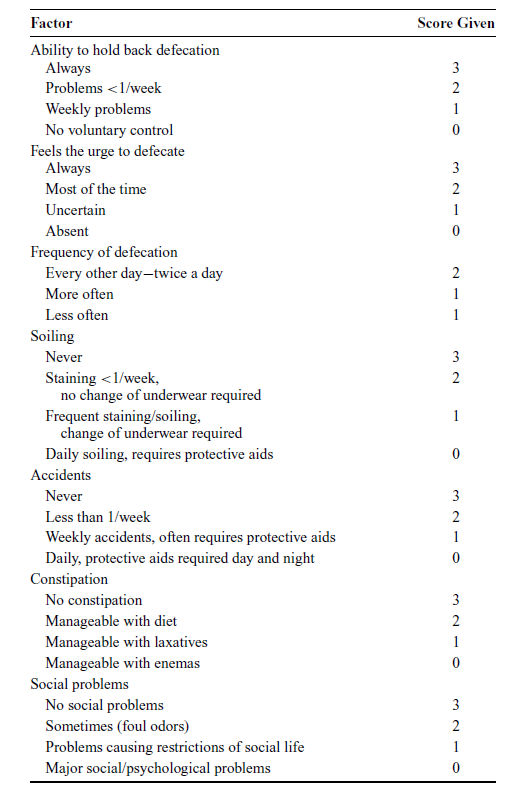 Factor Score Given
Ability to hold back defecation
Always 3
Problems <1/week 2
Weekly problems 1
No voluntary control 0
Feels the urge to defecate
Always 3
Most of the time 2
Uncertain 1
Absent 0
Frequency of defecation
Every other day–twice a day 2
More often 1
Less often 1
Soiling
Never 3
Staining <1/week, 2
no change of underwear required
Frequent staining/soiling, 1
change of underwear required
Daily soiling, requires protective aids 0
Accidents
Never 3
Less than 1/week 2
Weekly accidents, often requires protective aids 1
Daily, protective aids required day and night 0
Constipation
No constipation 3
Manageable with diet 2
Manageable with laxatives 1
Manageable with enemas 0
Social problems
No social problems 3
Sometimes (foul odors) 2
Problems causing restrictions of social life 1
Major social/psychological problems 0